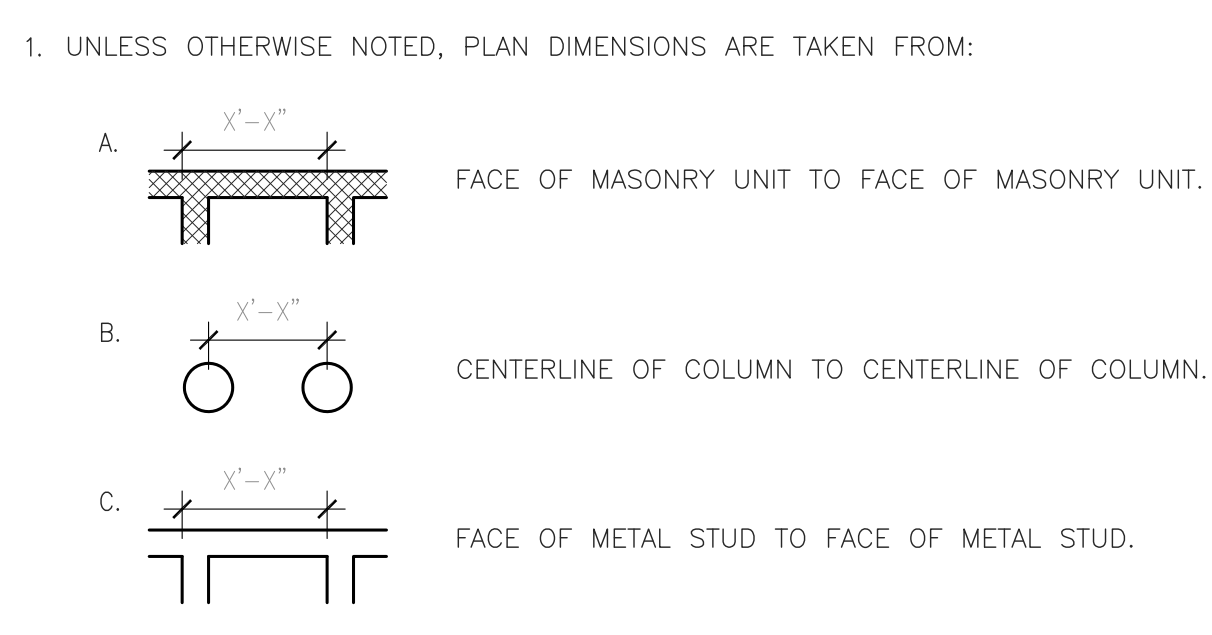 1. UNLESS OTHERWISE NOTED, PLAN DIMENSIONS ARE TAKEN FROM:
X'-X"
A.
FACE OF MASONRY UNIT TO FACE OF MASONRY UNIT.
X'-X"
B.
CENTERLINE OF COLUMN TO CENTERLINE OF COLUMN.
X'-X"
C.
FACE OF METAL STUD TO FACE OF METAL STUD.